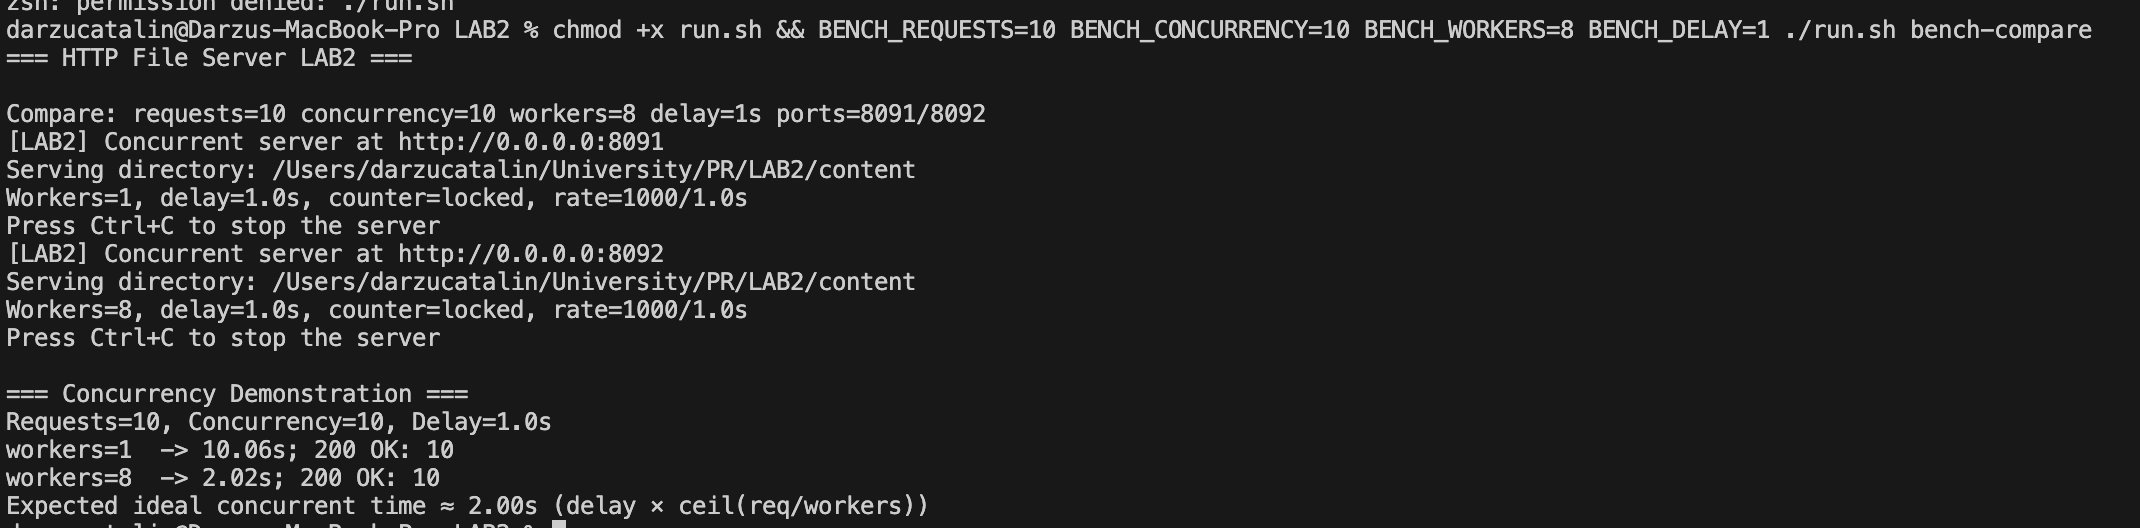 zsh: permission denied: ./run.sh
darzucatalin@Darzus-MacBook-Pro LAB2 % chmod +x run.sh && BENCH_REQUESTS=10 BENCH_CONCURRENCY=10 BENCH_WORKERS=8 BENCH_DELAY=1 ./run.sh bench-compare
=== HTTP File Server LAB2 ===
Compare: requests=10 concurrency=10 workers=8 delay=1s ports=8091/8092
[LAB2] Concurrent server at http://0.0.0.0:8091
Serving directory: /Users/darzucatalin/University/PR/LAB2/content
Workers=1, delay=1.0s, counter=locked, rate=1000/1.0s
Press Ctrl+C to stop the server
[LAB2] Concurrent server at http://0.0.0.0:8092
Serving directory: /Users/darzucatalin/University/PR/LAB2/content
Workers=8, delay=1.0s, counter=locked, rate=1000/1.0s
Press Ctrl+C to stop the server
=== Concurrency Demonstration ===
Requests=10, Concurrency=10, Delay=1.0s
workers=1  -> 10.06s; 200 OK: 10
workers=8  -> 2.02s; 200 OK: 10
Expected ideal concurrent time ≈ 2.00s (delay × ceil(req/workers))
darzucatalin@Darzus-MacBook-Pro LAB2 %